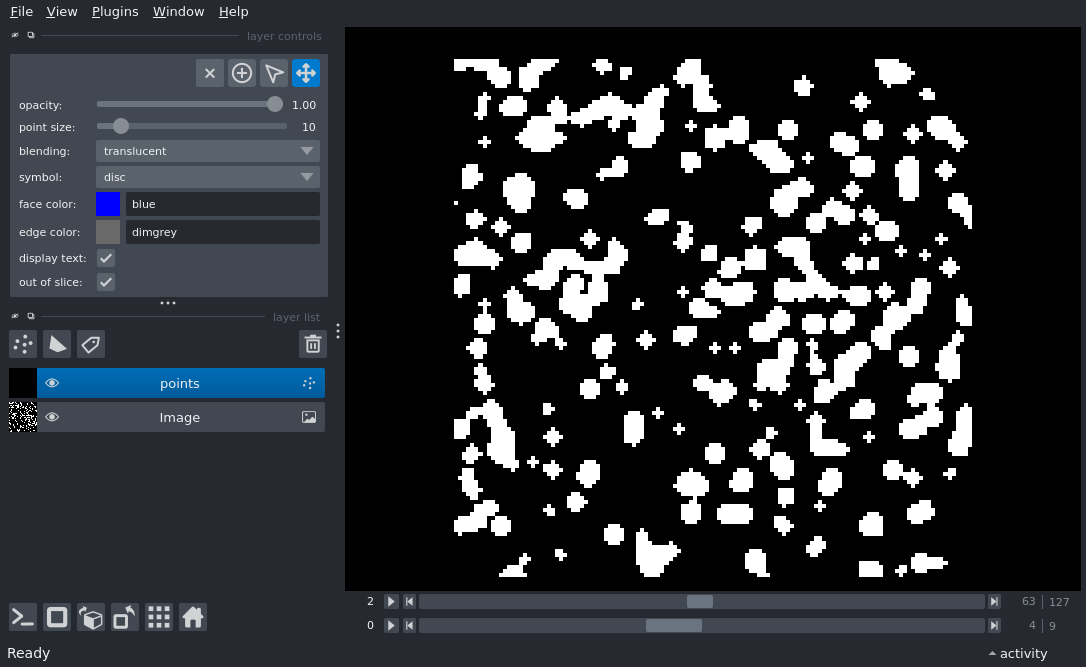 File View Plugins Window Help
layer controls
opacity: 1.00
point size: 10
blending: translucent
symbol: disc
face color: blue
edge color: dimgrey
display text:
out of slice:
layer list
points
Image
2 63 127
0 4 9
Ready activity